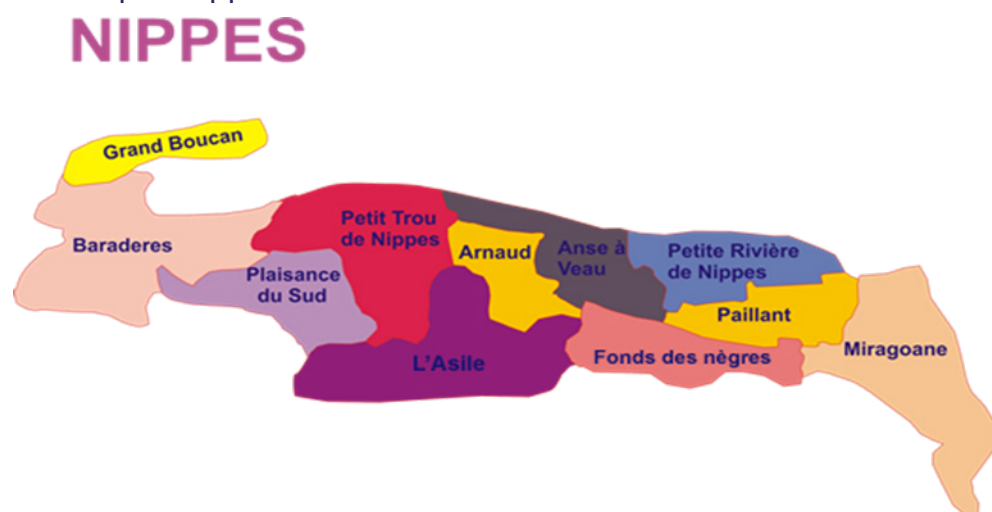 NIPPES
Grand Boucan
Baraderes
Petit Trou
de Nippes
Plaisance
du Sud
Arnaud
Anse à
Veau
Petite Rivière
de Nippes
Paillant
L'Asile
Fonds des nègres
Miragoane